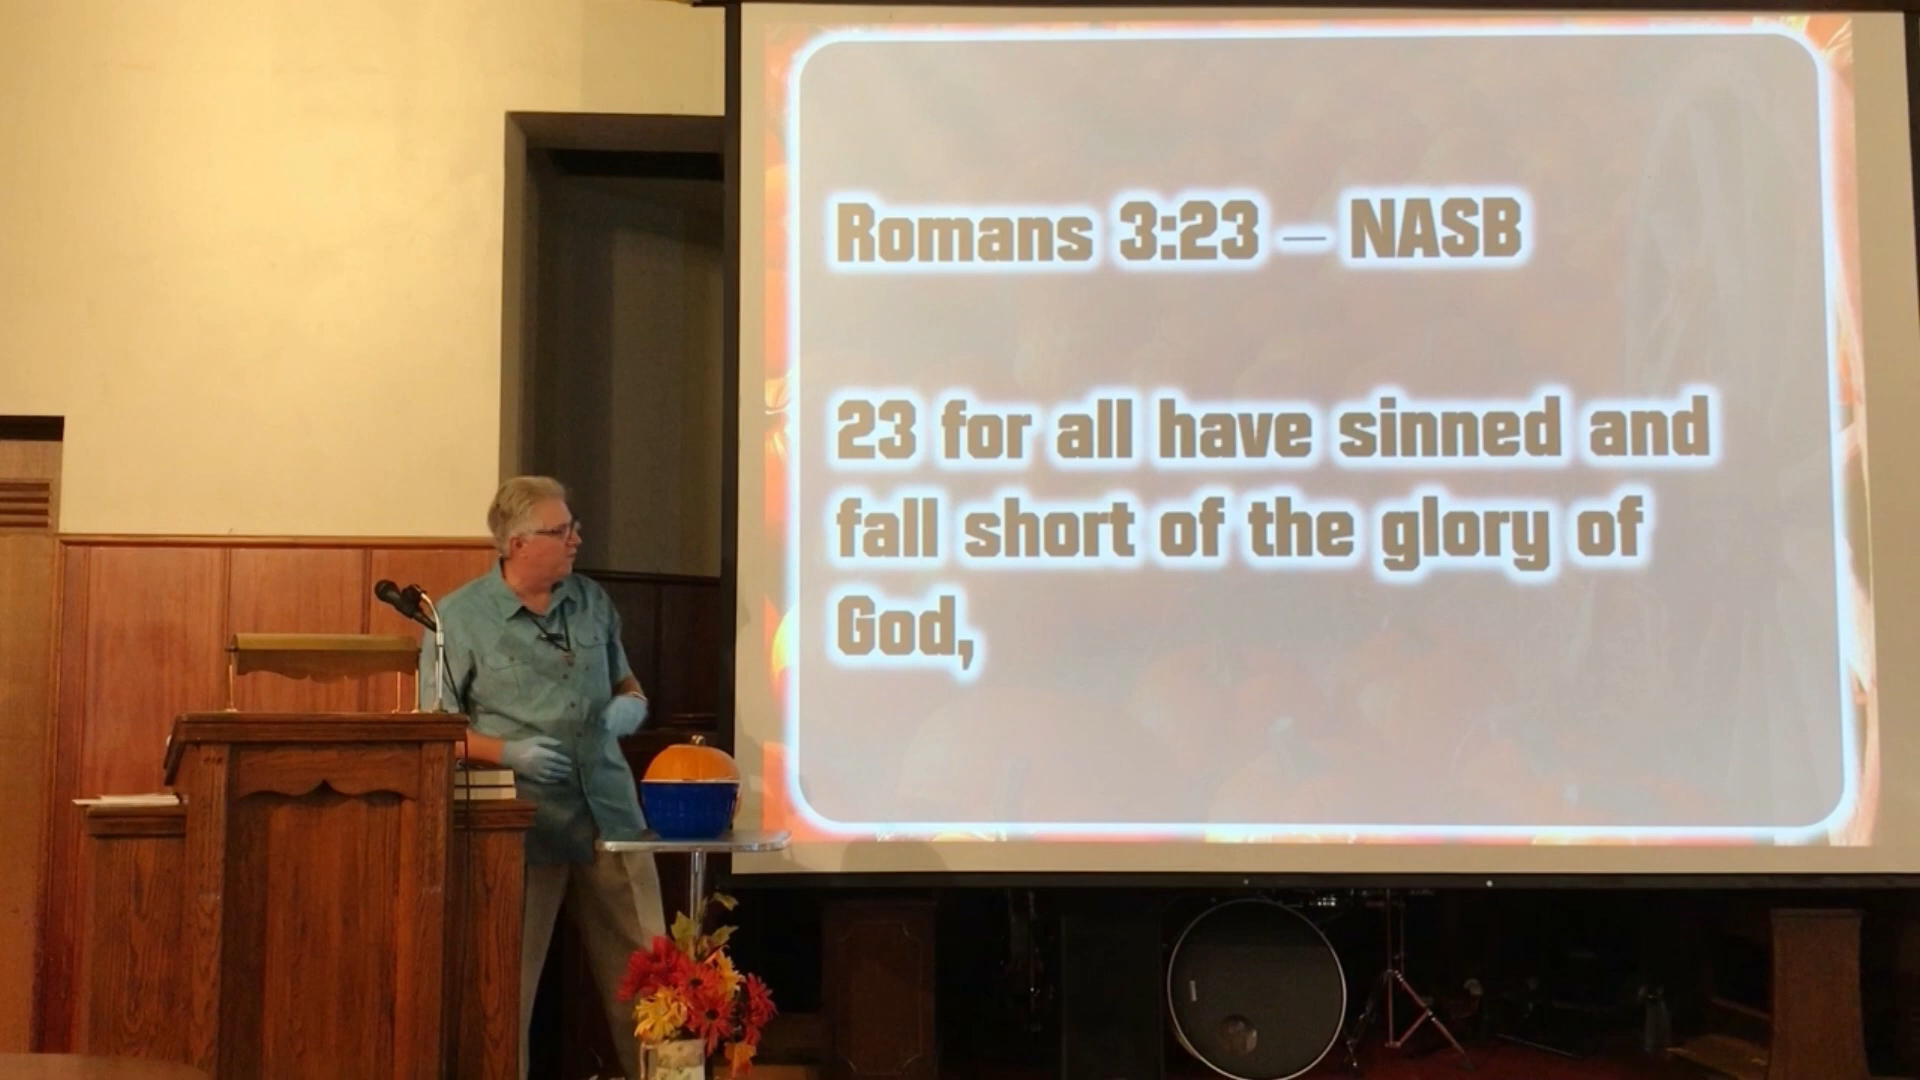 Romans 3:23 – NASB
23 for all have sinned and
fall short of the glory of
God,